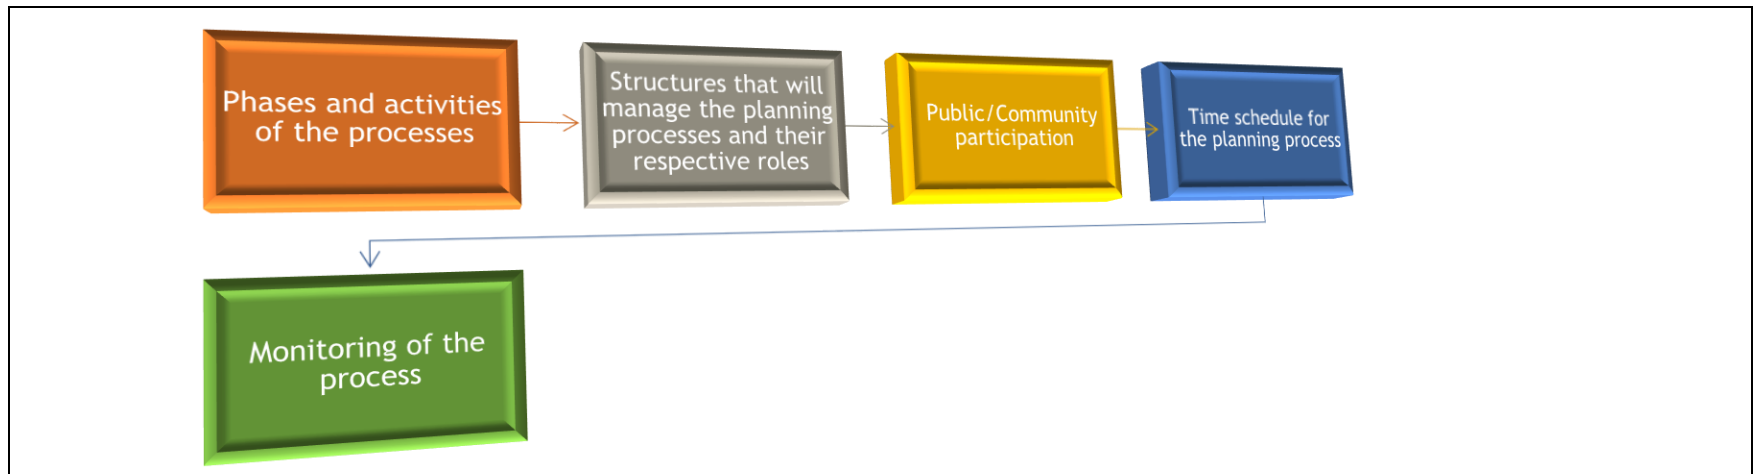 Phases and activities
of the processes
Structures that will
manage the planning
processes and their
respective roles
Public/Community
participation
Time schedule for
the planning process
Monitoring of the
process